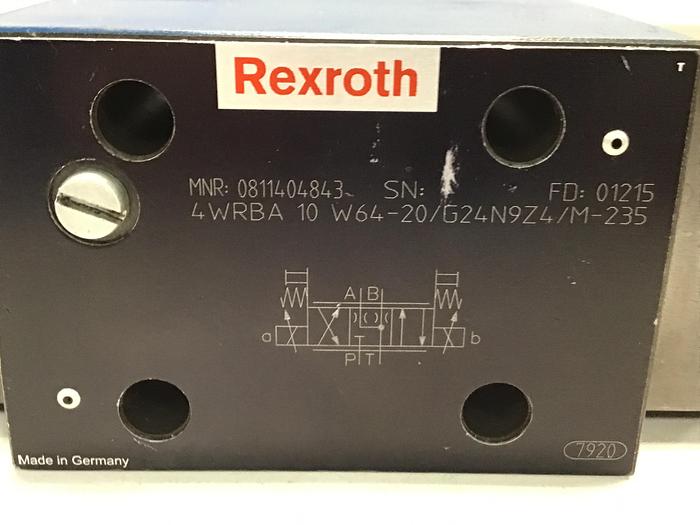 Rexroth
T
MNR: 0811404843 SN: FD: 01215
4WRBA 10 W64-20/G24N9Z4/M-235
A B
a b
P T
7920
Made in Germany